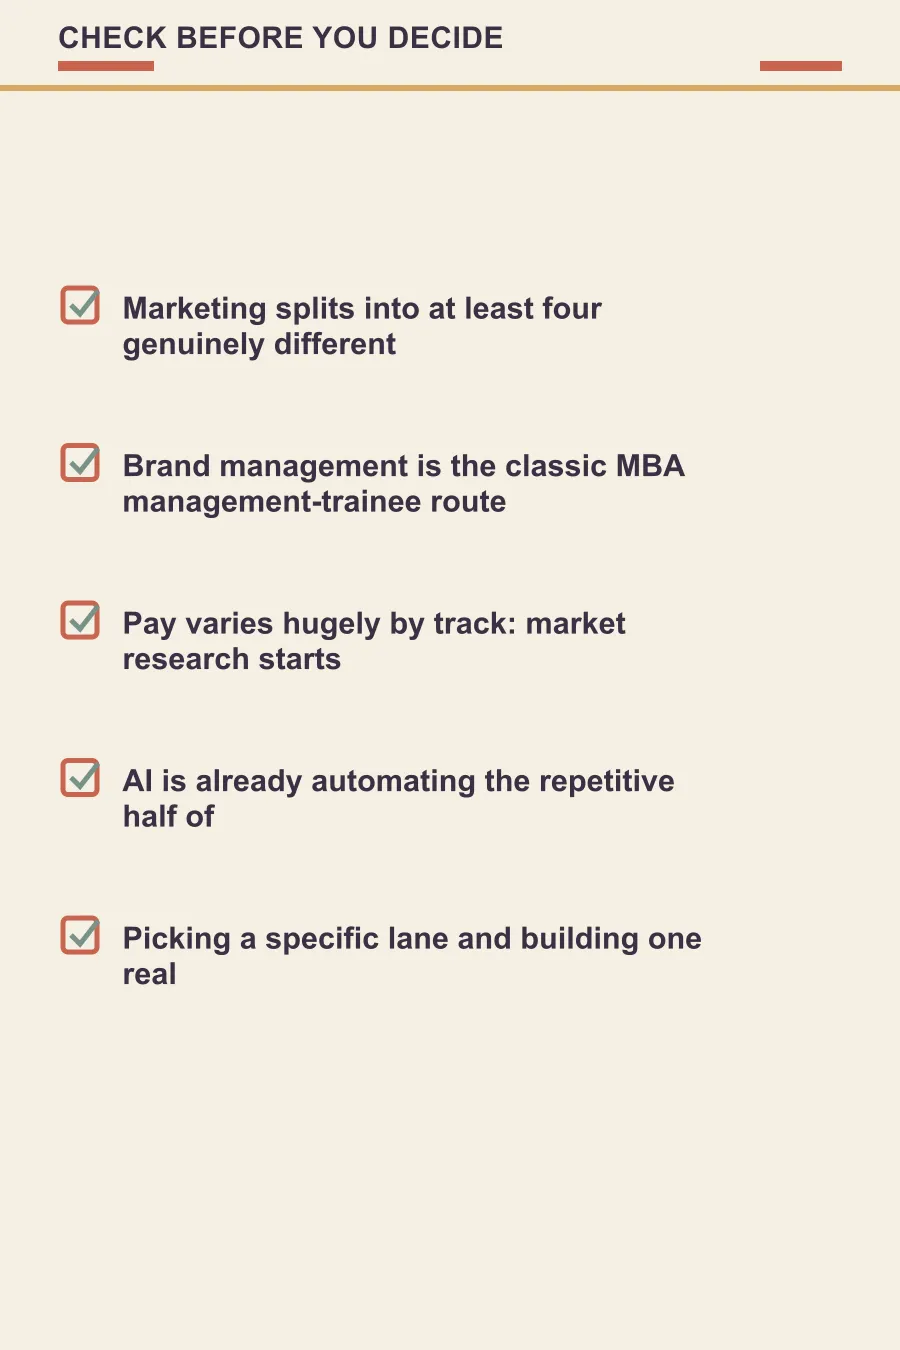 CHECK BEFORE YOU DECIDE
Marketing splits into at least four
genuinely different
Brand management is the classic MBA
management-trainee route
Pay varies hugely by track: market
research starts
AI is already automating the repetitive
half of
Picking a specific lane and building one
real